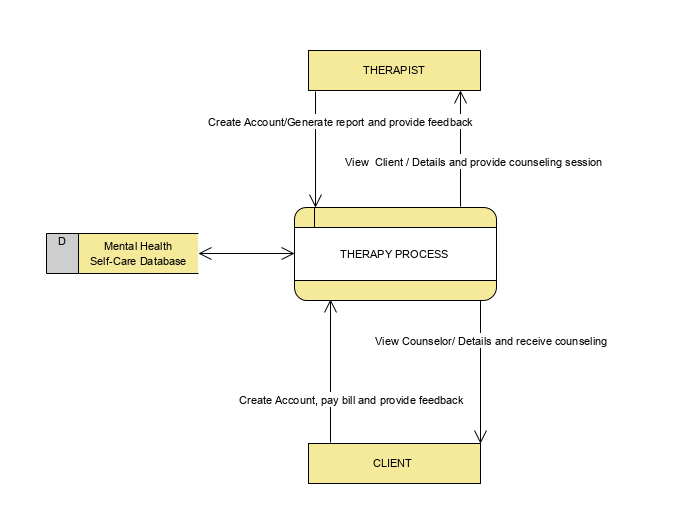 THERAPIST
Create Account/Generate report and provide feedback
View Client / Details and provide counseling session
D
Mental Health
Self-Care Database
THERAPY PROCESS
View Counselor/ Details and receive counseling
Create Account, pay bill and provide feedback
CLIENT